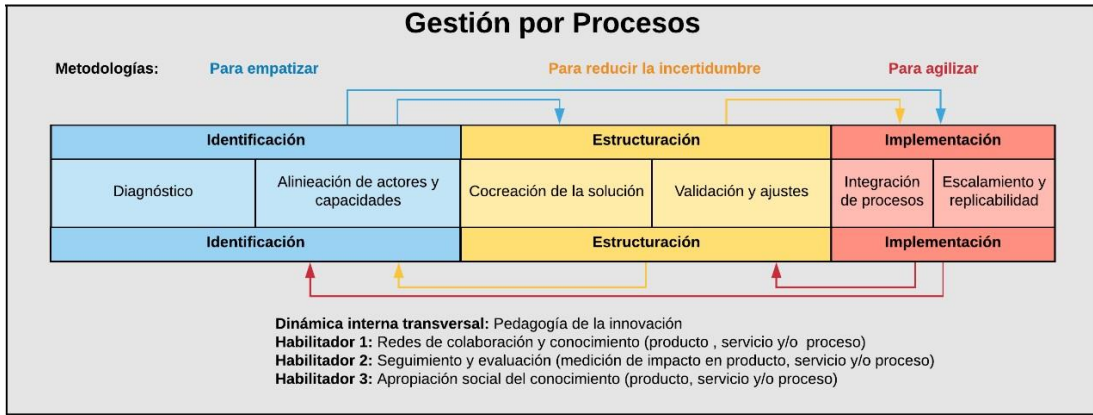 Gestión por Procesos
Metodologías: Para empatizar Para reducir la incertidumbre Para agilizar
Identificación Estructuración Implementación
Diagnóstico
Alinieación de actores y
capacidades
Cocreación de la solución
Validación y ajustes
Integración
de procesos
Escalamiento y
replicabilidad
Identificación Estructuración Implementación
Dinámica interna transversal: Pedagogía de la innovación
Habilitador 1: Redes de colaboración y conocimiento (producto , servicio y/o proceso)
Habilitador 2: Seguimiento y evaluación (medición de impacto en producto, servicio y/o proceso)
Habilitador 3: Apropiación social del conocimiento (producto, servicio y/o proceso)